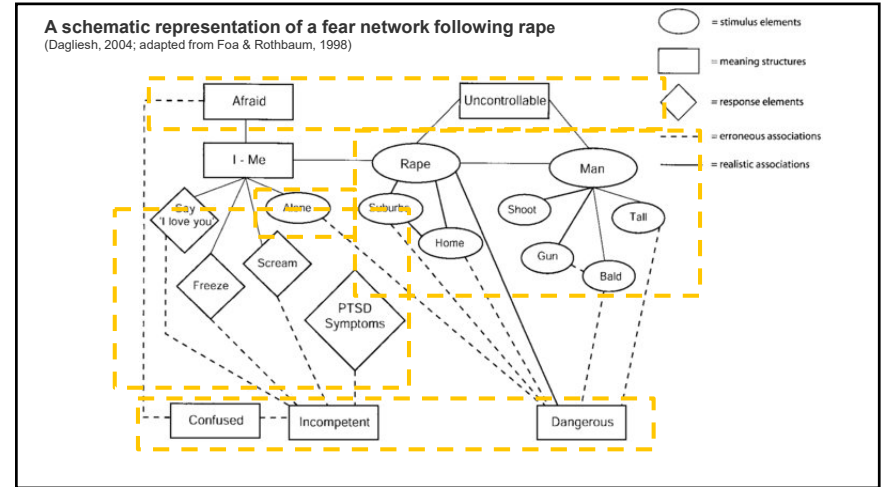 A schematic representation of a fear network following rape
(Dagliesh, 2004; adapted from Foa & Rothbaum, 1998)
= stimulus elements
= meaning structures
= response elements
= erroneous associations
= realistic associations
Afraid
Uncontrollable
I - Me
Rape
Man
Say
'I love you'
Alone
Suburbs
Shoot
Tall
Home
Freeze
Scream
Gun
Bald
PTSD
Symptoms
Confused
Incompetent
Dangerous